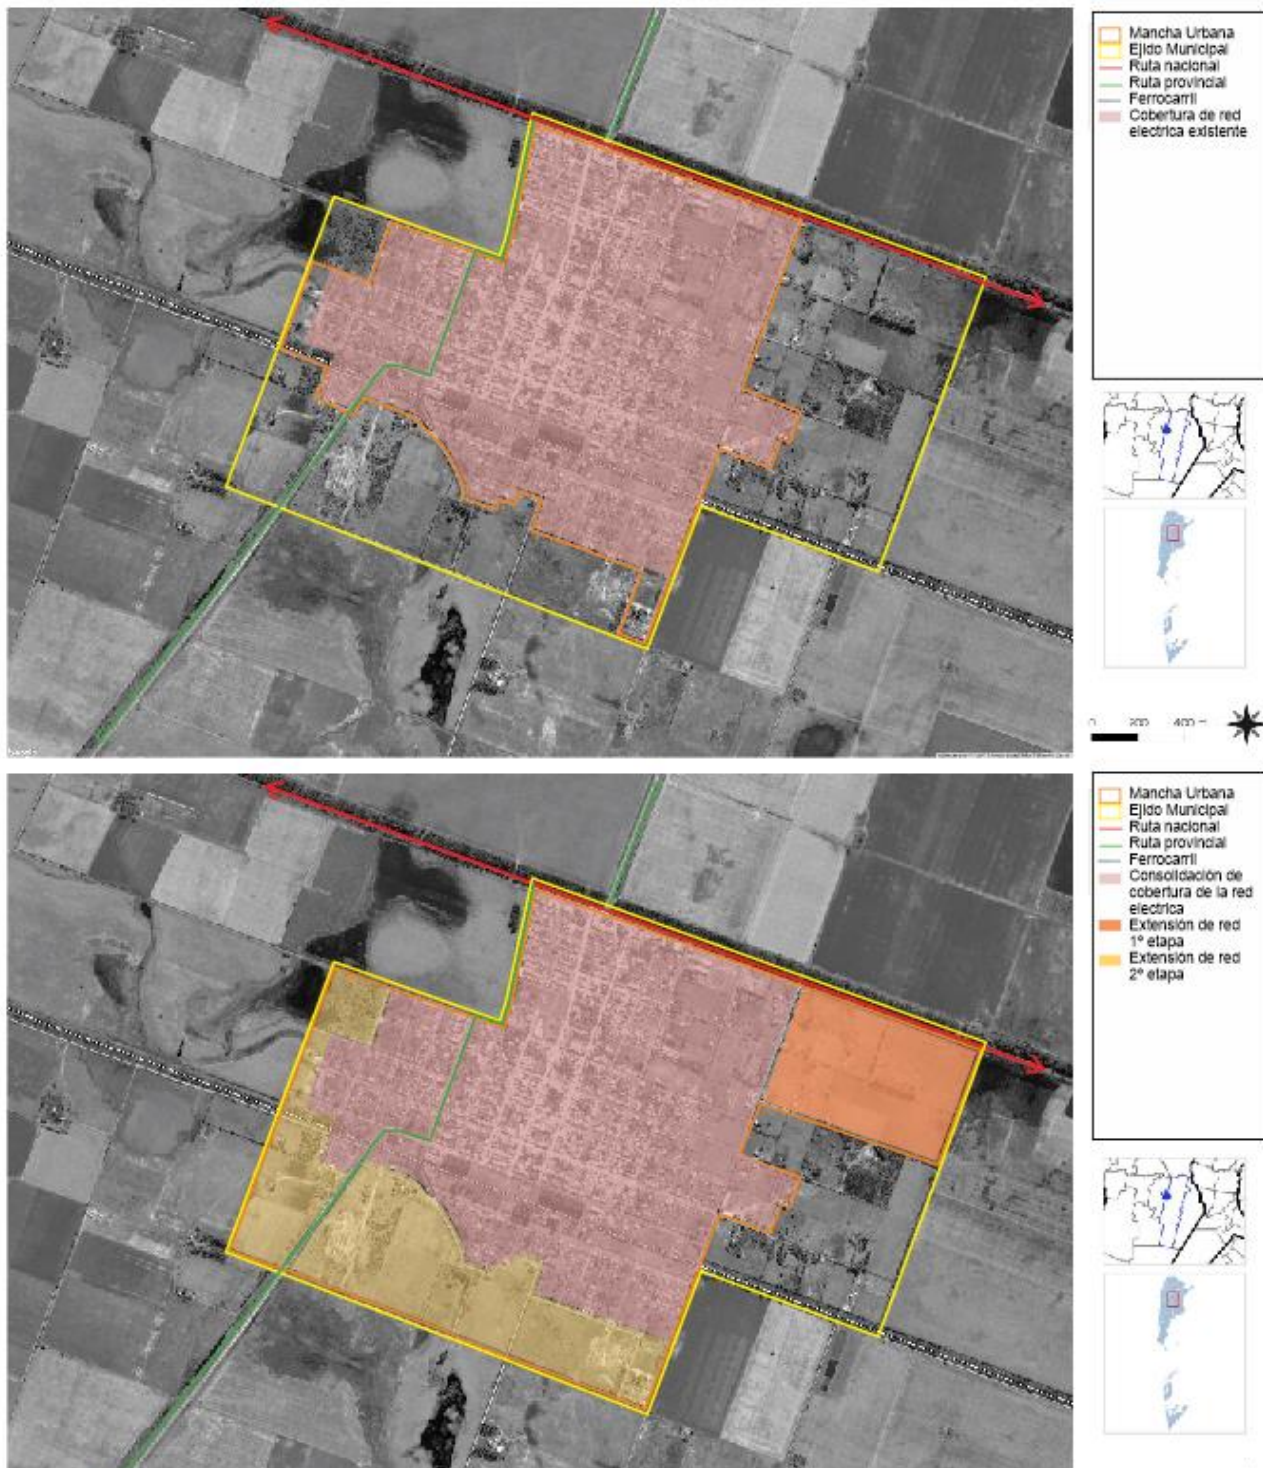 Mancha Urbana
Ejido Municipal
Ruta nacional
Ruta provincial
Ferrocarril
Cobertura de red
electrica existente
0 200 400 m
Mancha Urbana
Ejido Municipal
Ruta nacional
Ruta provincial
Ferrocarril
Consolidación de
cobertura de la red
electrica
Extensión de red
1º etapa
Extensión de red
2º etapa